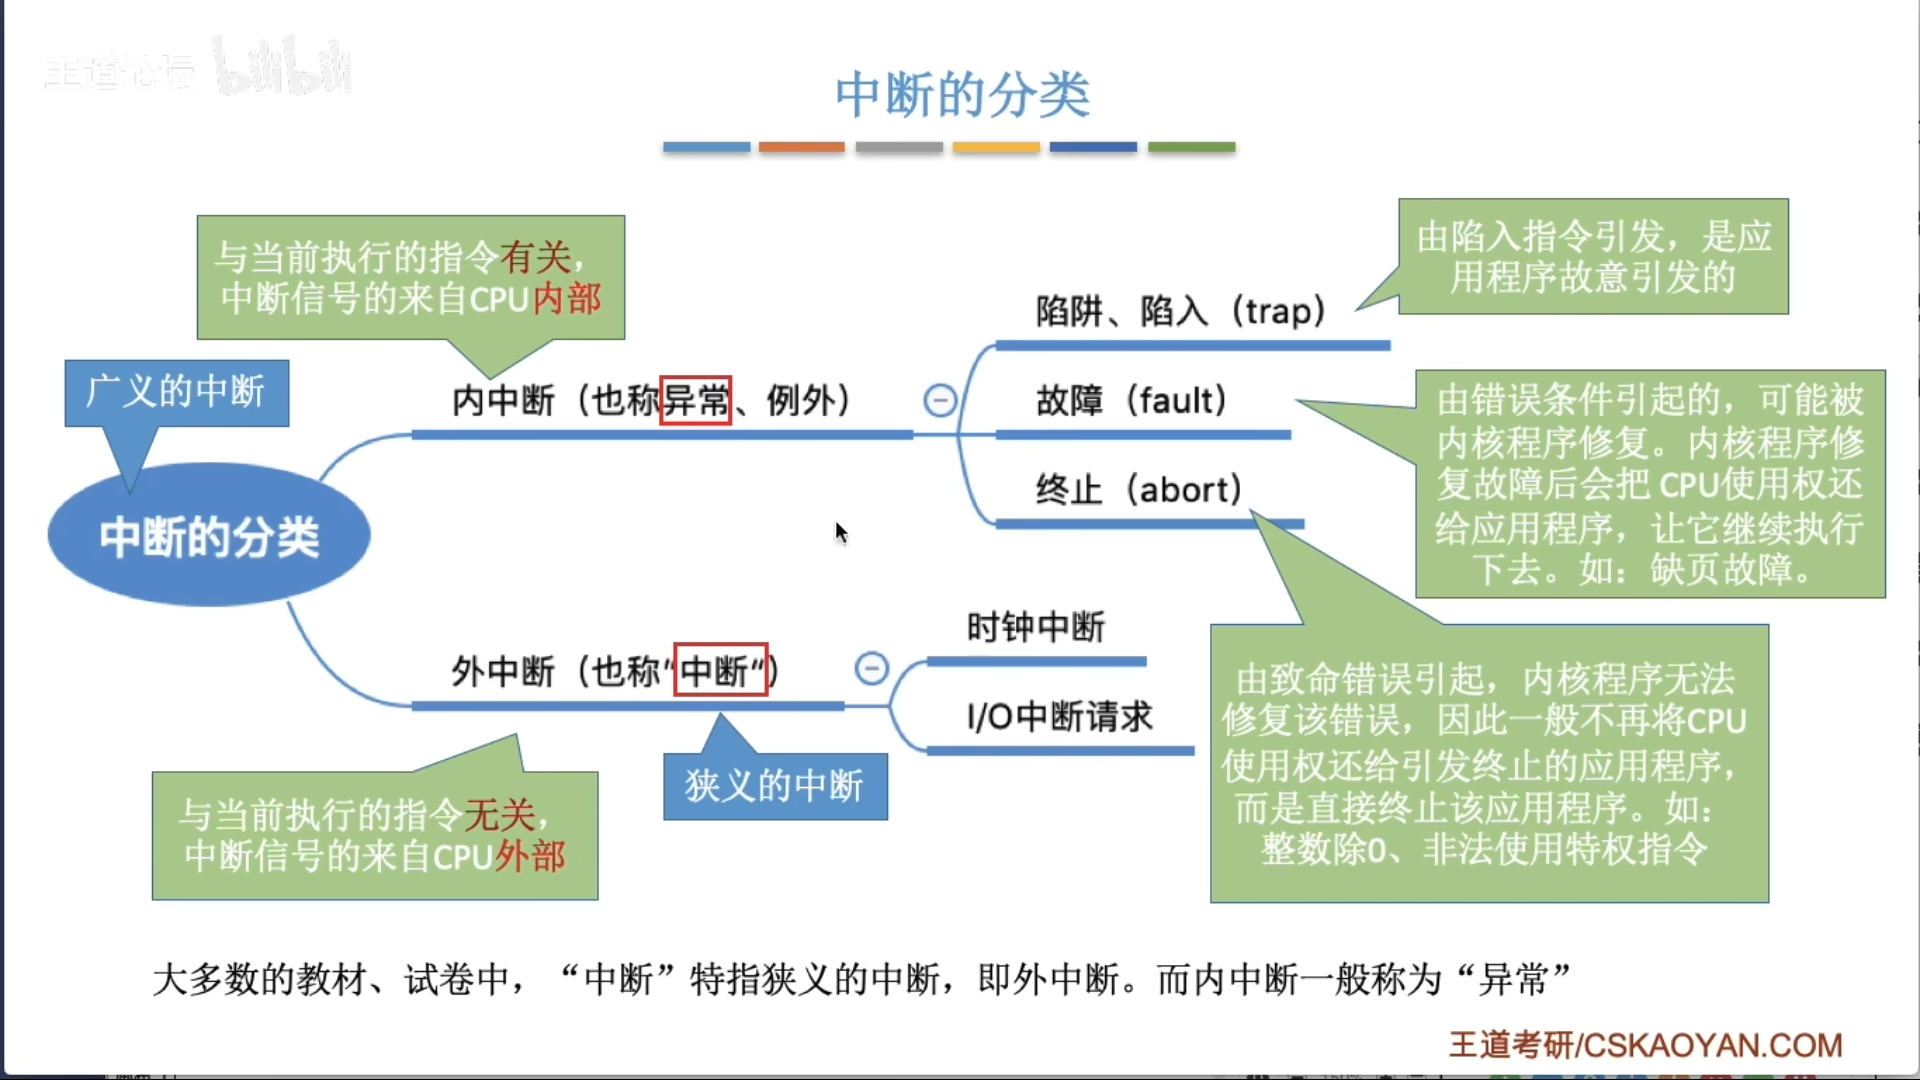 王道论坛 bilibili
中断的分类
与当前执行的指令有关，
中断信号的来自CPU内部
由陷入指令引发，是应
用程序故意引发的
陷阱、陷入（trap）
广义的中断
内中断（也称异常、例外）
故障（fault）
由错误条件引起的，可能被
内核程序修复。内核程序修
复故障后会把 CPU使用权还
给应用程序，让它继续执行
下去。如：缺页故障。
终止（abort）
中断的分类
时钟中断
外中断（也称“中断“）
I/O中断请求
由致命错误引起，内核程序无法
修复该错误，因此一般不再将CPU
使用权还给引发终止的应用程序，
而是直接终止该应用程序。如：
整数除0、非法使用特权指令
狭义的中断
与当前执行的指令无关，
中断信号的来自CPU外部
大多数的教材、试卷中，“中断”特指狭义的中断，即外中断。而内中断一般称为“异常”
王道考研/CSKAOYAN.COM